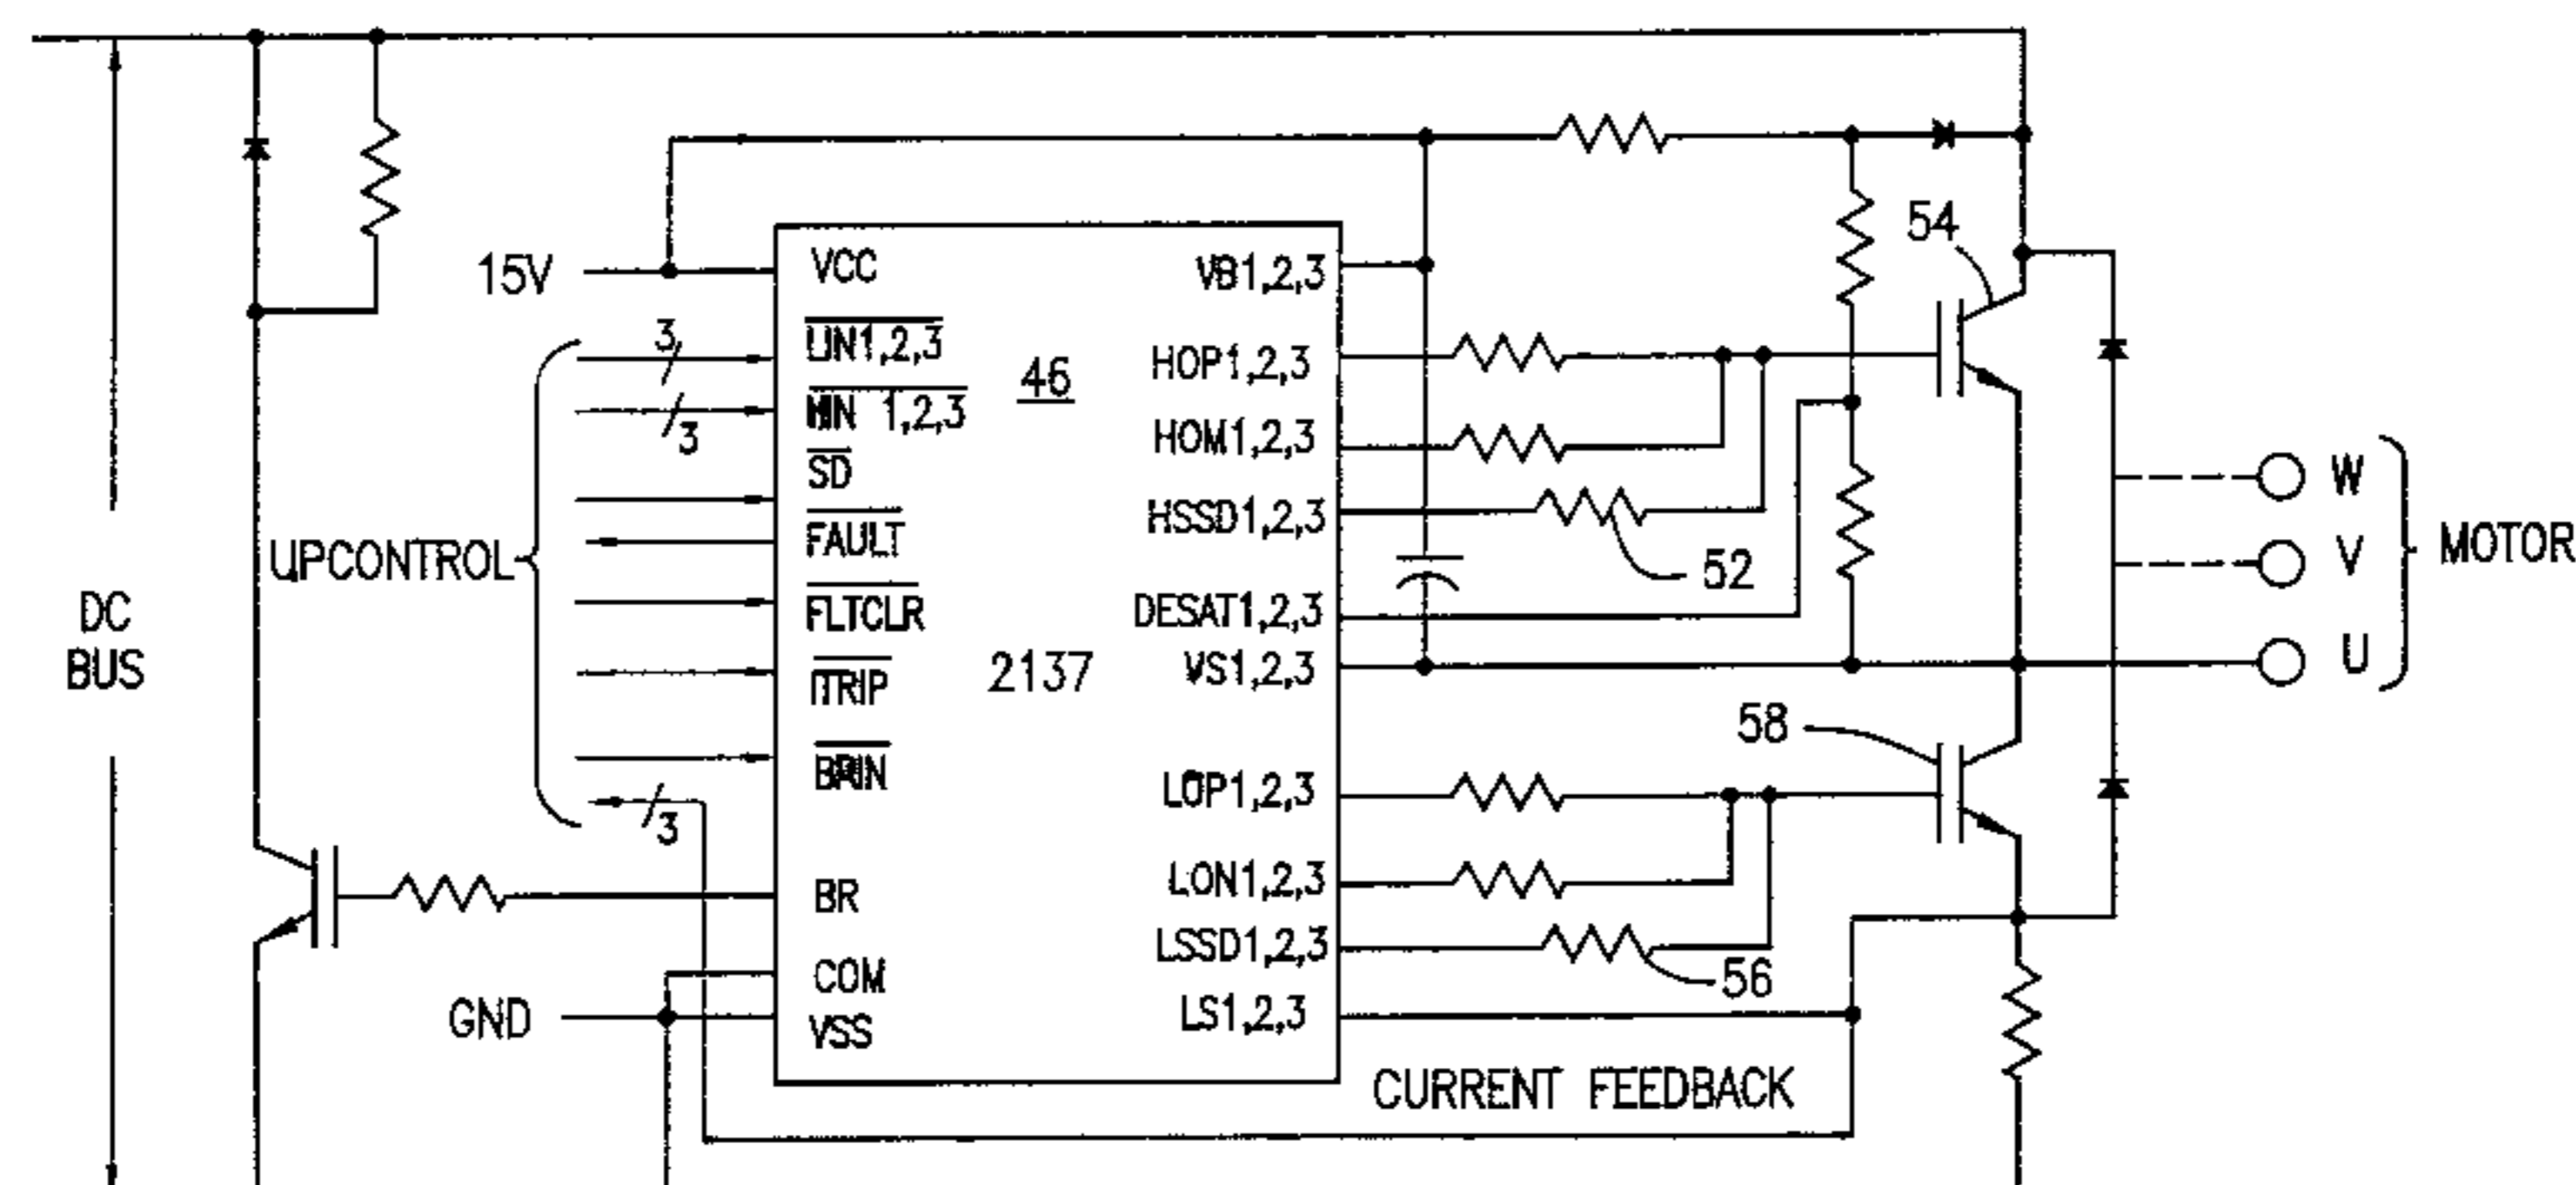 15V
VCC
LIN1,2,3
3
HIN 1,2,3
3
SD
FAULT
UPCONTROL
FLTCLR
ITRIP
BRIN
3
BR
COM
GND
VSS
DC
BUS
46
2137
VB1,2,3
HOP1,2,3
HOM1,2,3
HSSD1,2,3
DESAT1,2,3
VS1,2,3
LOP1,2,3
LON1,2,3
LSSD1,2,3
LS1,2,3
CURRENT FEEDBACK
52
54
56
58
W
V
U
MOTOR